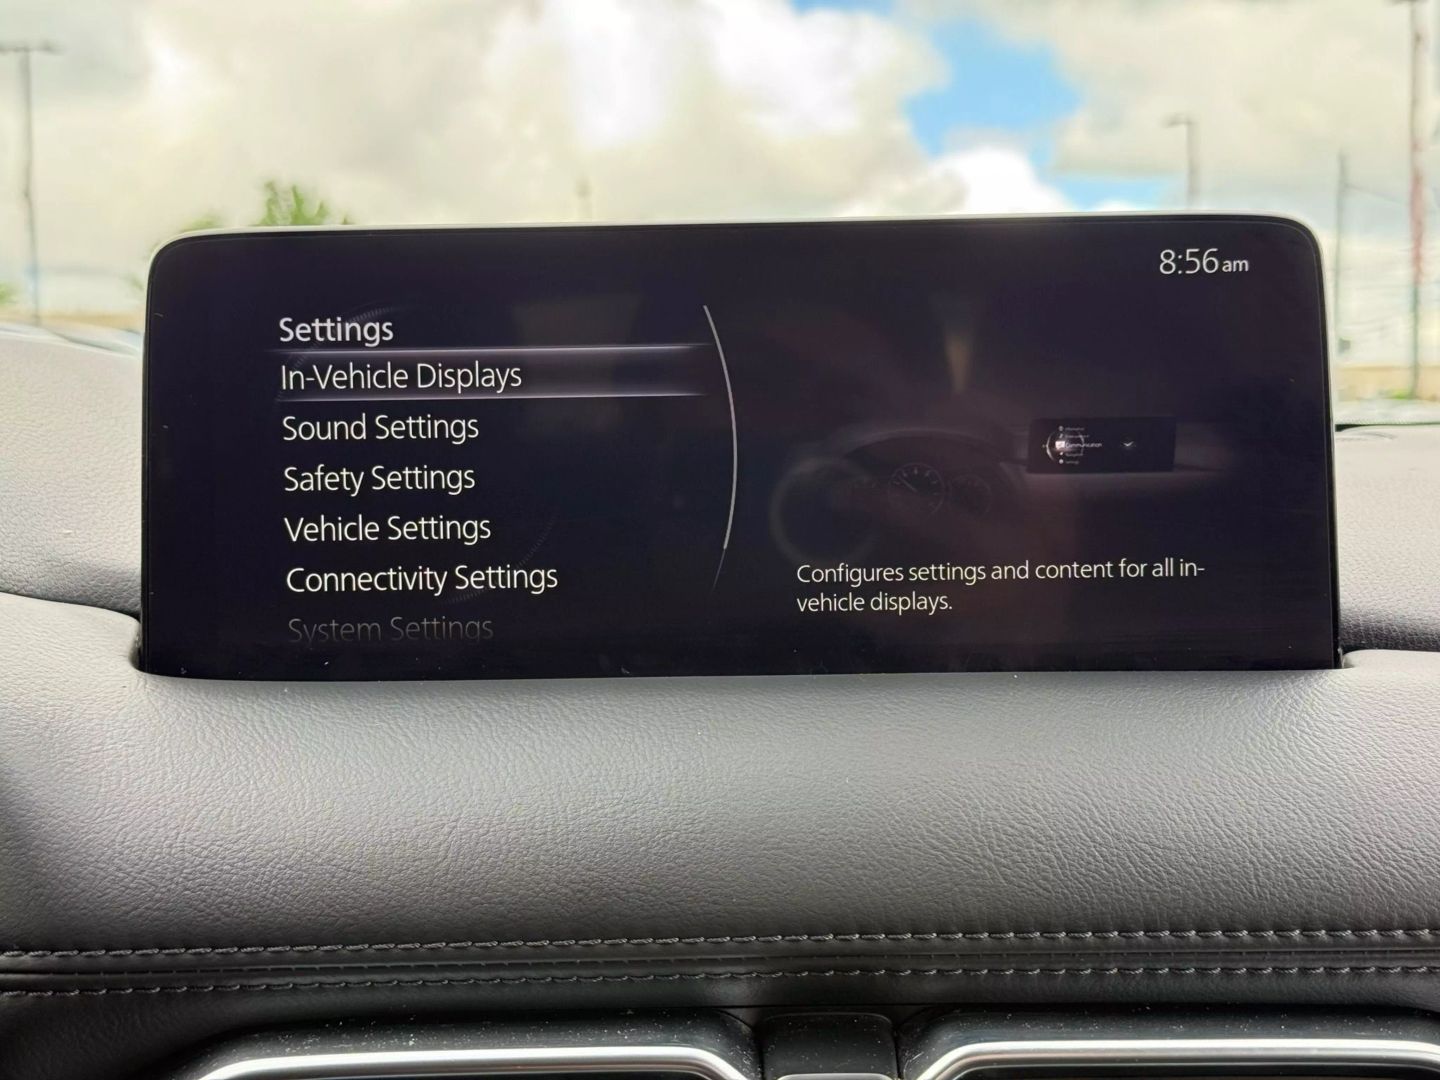 8:56am
Settings
In-Vehicle Displays
Sound Settings
Safety Settings
Vehicle Settings
Connectivity Settings
System Settings
Communication
Configures settings and content for all in-
vehicle displays.